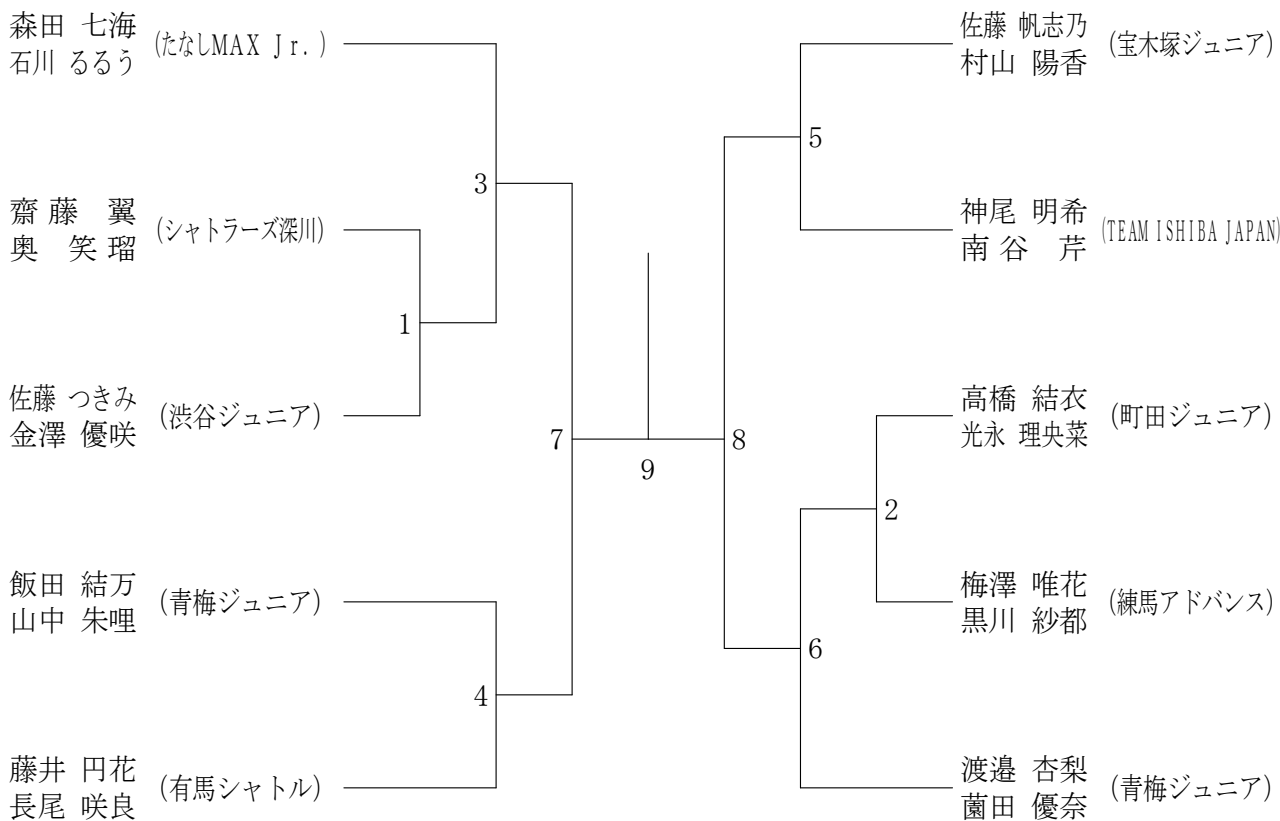 森田 七海
石川 るるう
(たなしMAX Jr.)
齋藤 翼
奥 笑瑠
(シャトラーズ深川)
佐藤 つきみ
金澤 優咲
(渋谷ジュニア)
飯田 結万
山中 朱哩
(青梅ジュニア)
藤井 円花
長尾 咲良
(有馬シャトル)
3
1
7
4
9
8
5
2
6
佐藤 帆志乃
村山 陽香
(宝木塚ジュニア)
神尾 明希
南谷 芹
(TEAM ISHIBA JAPAN)
高橋 結衣
光永 理央菜
(町田ジュニア)
梅澤 唯花
黒川 紗都
(練馬アドバンス)
渡邉 杏梨
薗田 優奈
(青梅ジュニア)